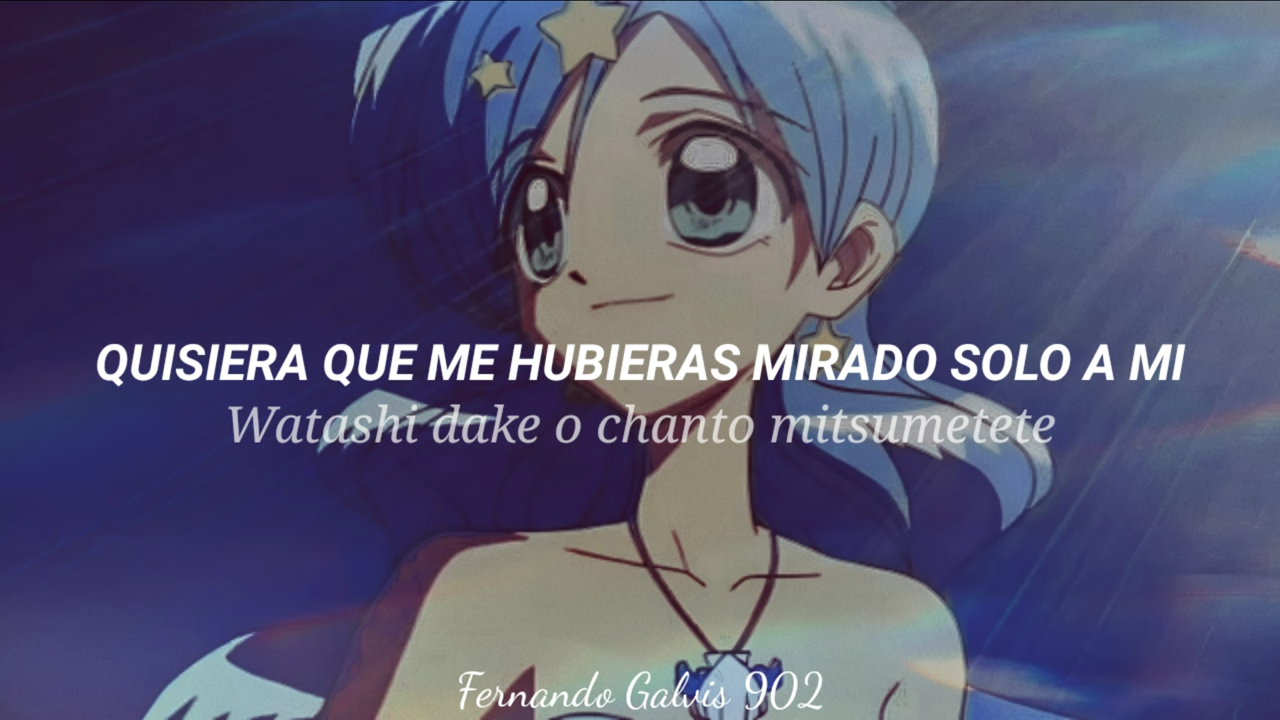 QUISIERA QUE ME HUBIERAS MIRADO SOLO A MI
Watashi dake o chanto mitsumetete
Fernando Galvis 902